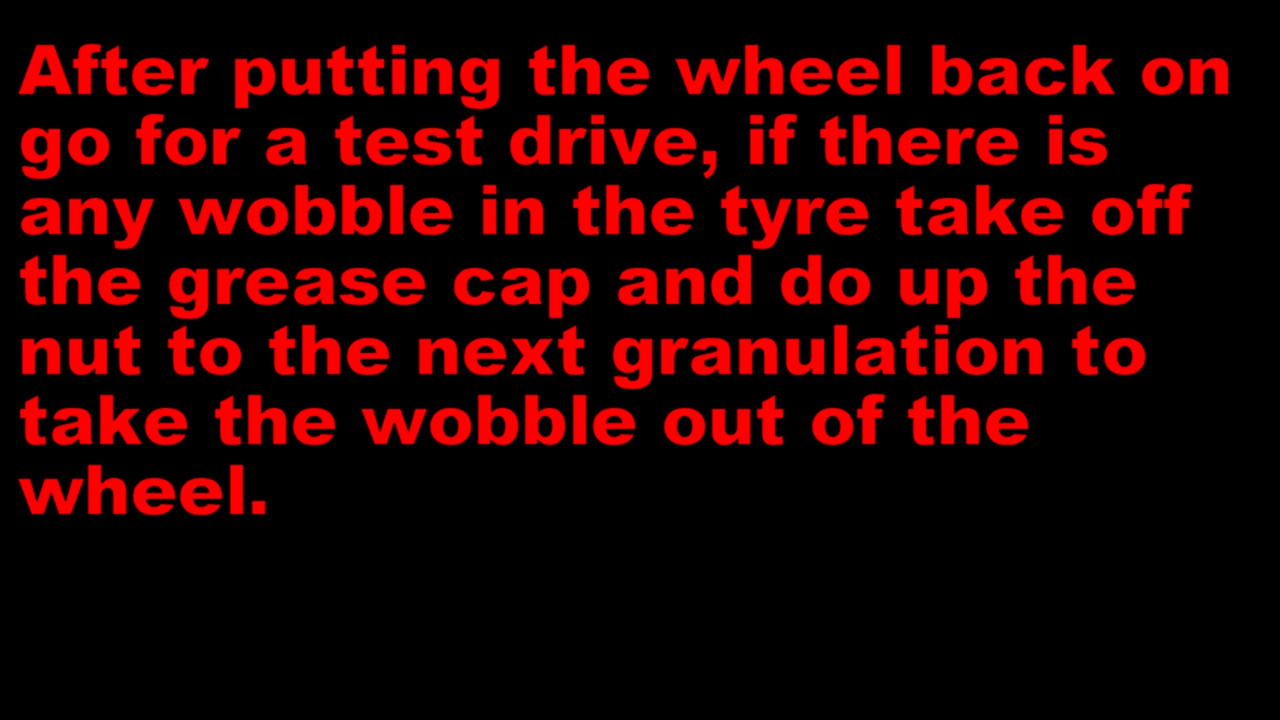 After putting the wheel back on
go for a test drive, if there is
any wobble in the tyre take off
the grease cap and do up the
nut to the next granulation to
take the wobble out of the
wheel.